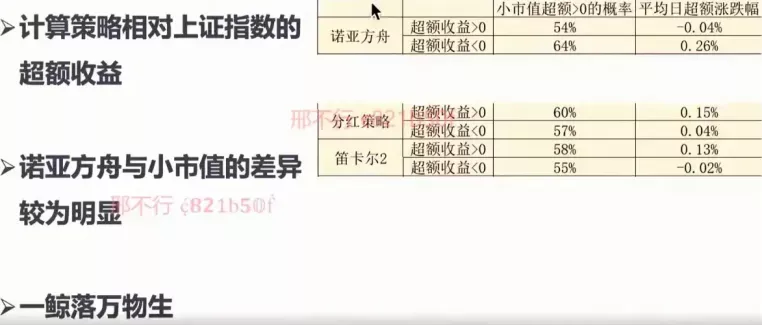 ➢计算策略相对上证指数的
超额收益
➢诺亚方舟与小市值的差异
较为明显
➢一鲸落万物生
小市值超额>0的概率 平均日超额涨跌幅
诺亚方舟 超额收益>0 54% -0.04%
超额收益<0 64% 0.26%
分红策略 超额收益>0 60% 0.15%
超额收益<0 57% 0.04%
笛卡尔2 超额收益>0 58% 0.13%
超额收益<0 55% -0.02%
邢不行
邢不行